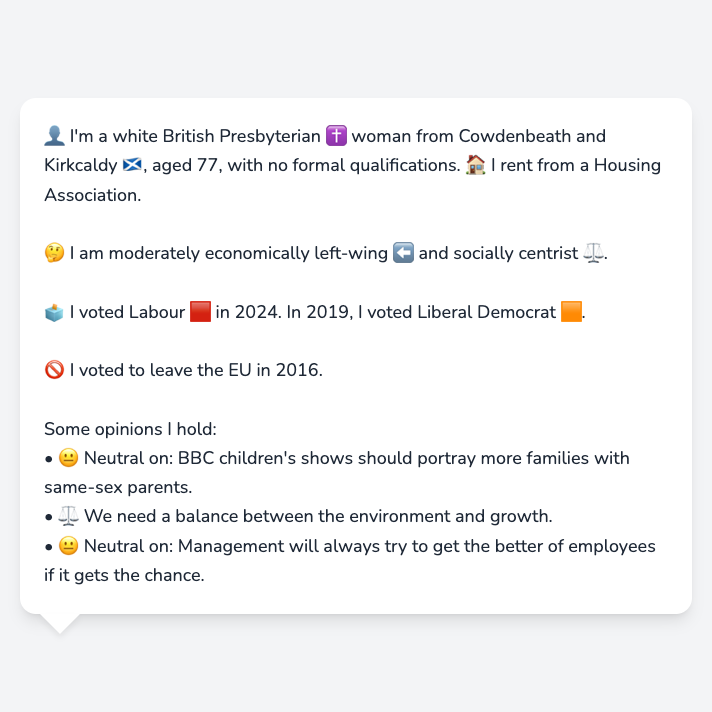 👤 I'm a white British Presbyterian ✝️ woman from Cowdenbeath and
Kirkcaldy 🏴󠁧󠁢󠁳󠁣󠁴󠁿, aged 77, with no formal qualifications. 🏠 I rent from a Housing
Association.
🤔 I am moderately economically left-wing ⬅️ and socially centrist ⚖️.
🗳️ I voted Labour 🟥 in 2024. In 2019, I voted Liberal Democrat 🟧.
🚫 I voted to leave the EU in 2016.
Some opinions I hold:
• 😐 Neutral on: BBC children's shows should portray more families with
same-sex parents.
• ⚖️ We need a balance between the environment and growth.
• 😐 Neutral on: Management will always try to get the better of employees
if it gets the chance.